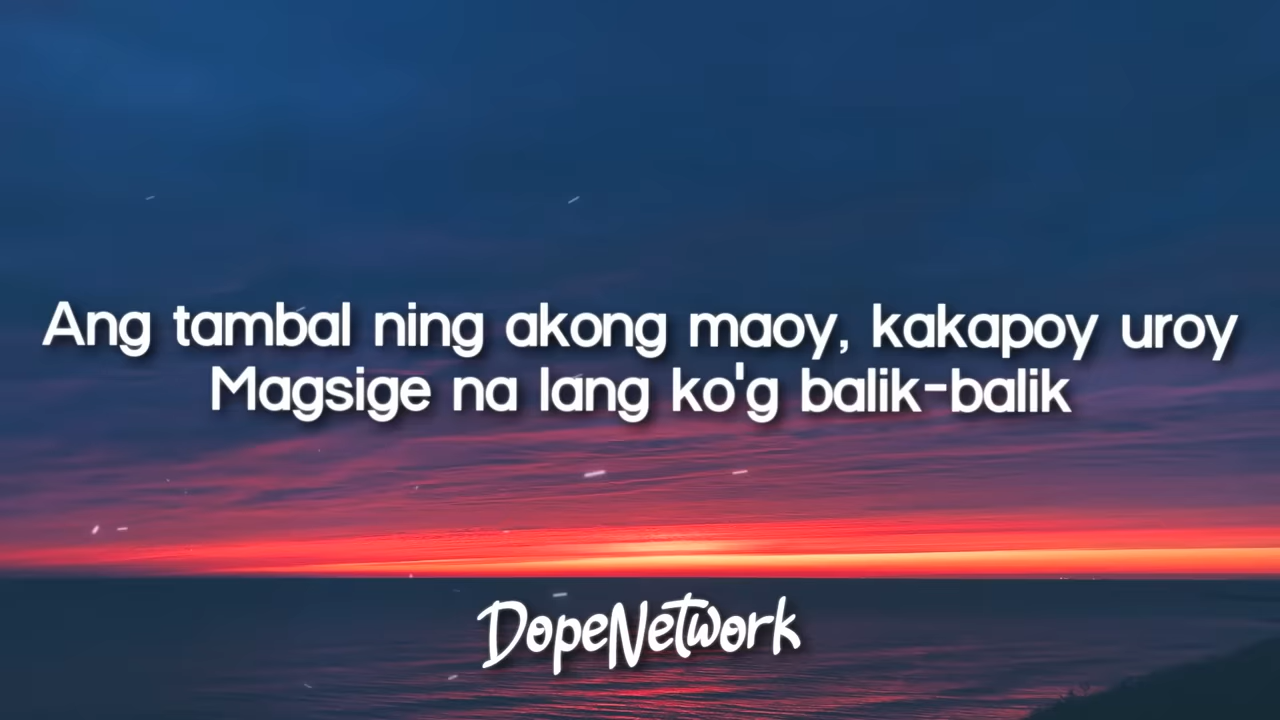 Ang tambal ning akong maoy, kakapoy uroy
Magsige na lang ko'g balik-balik
DopeNetwork